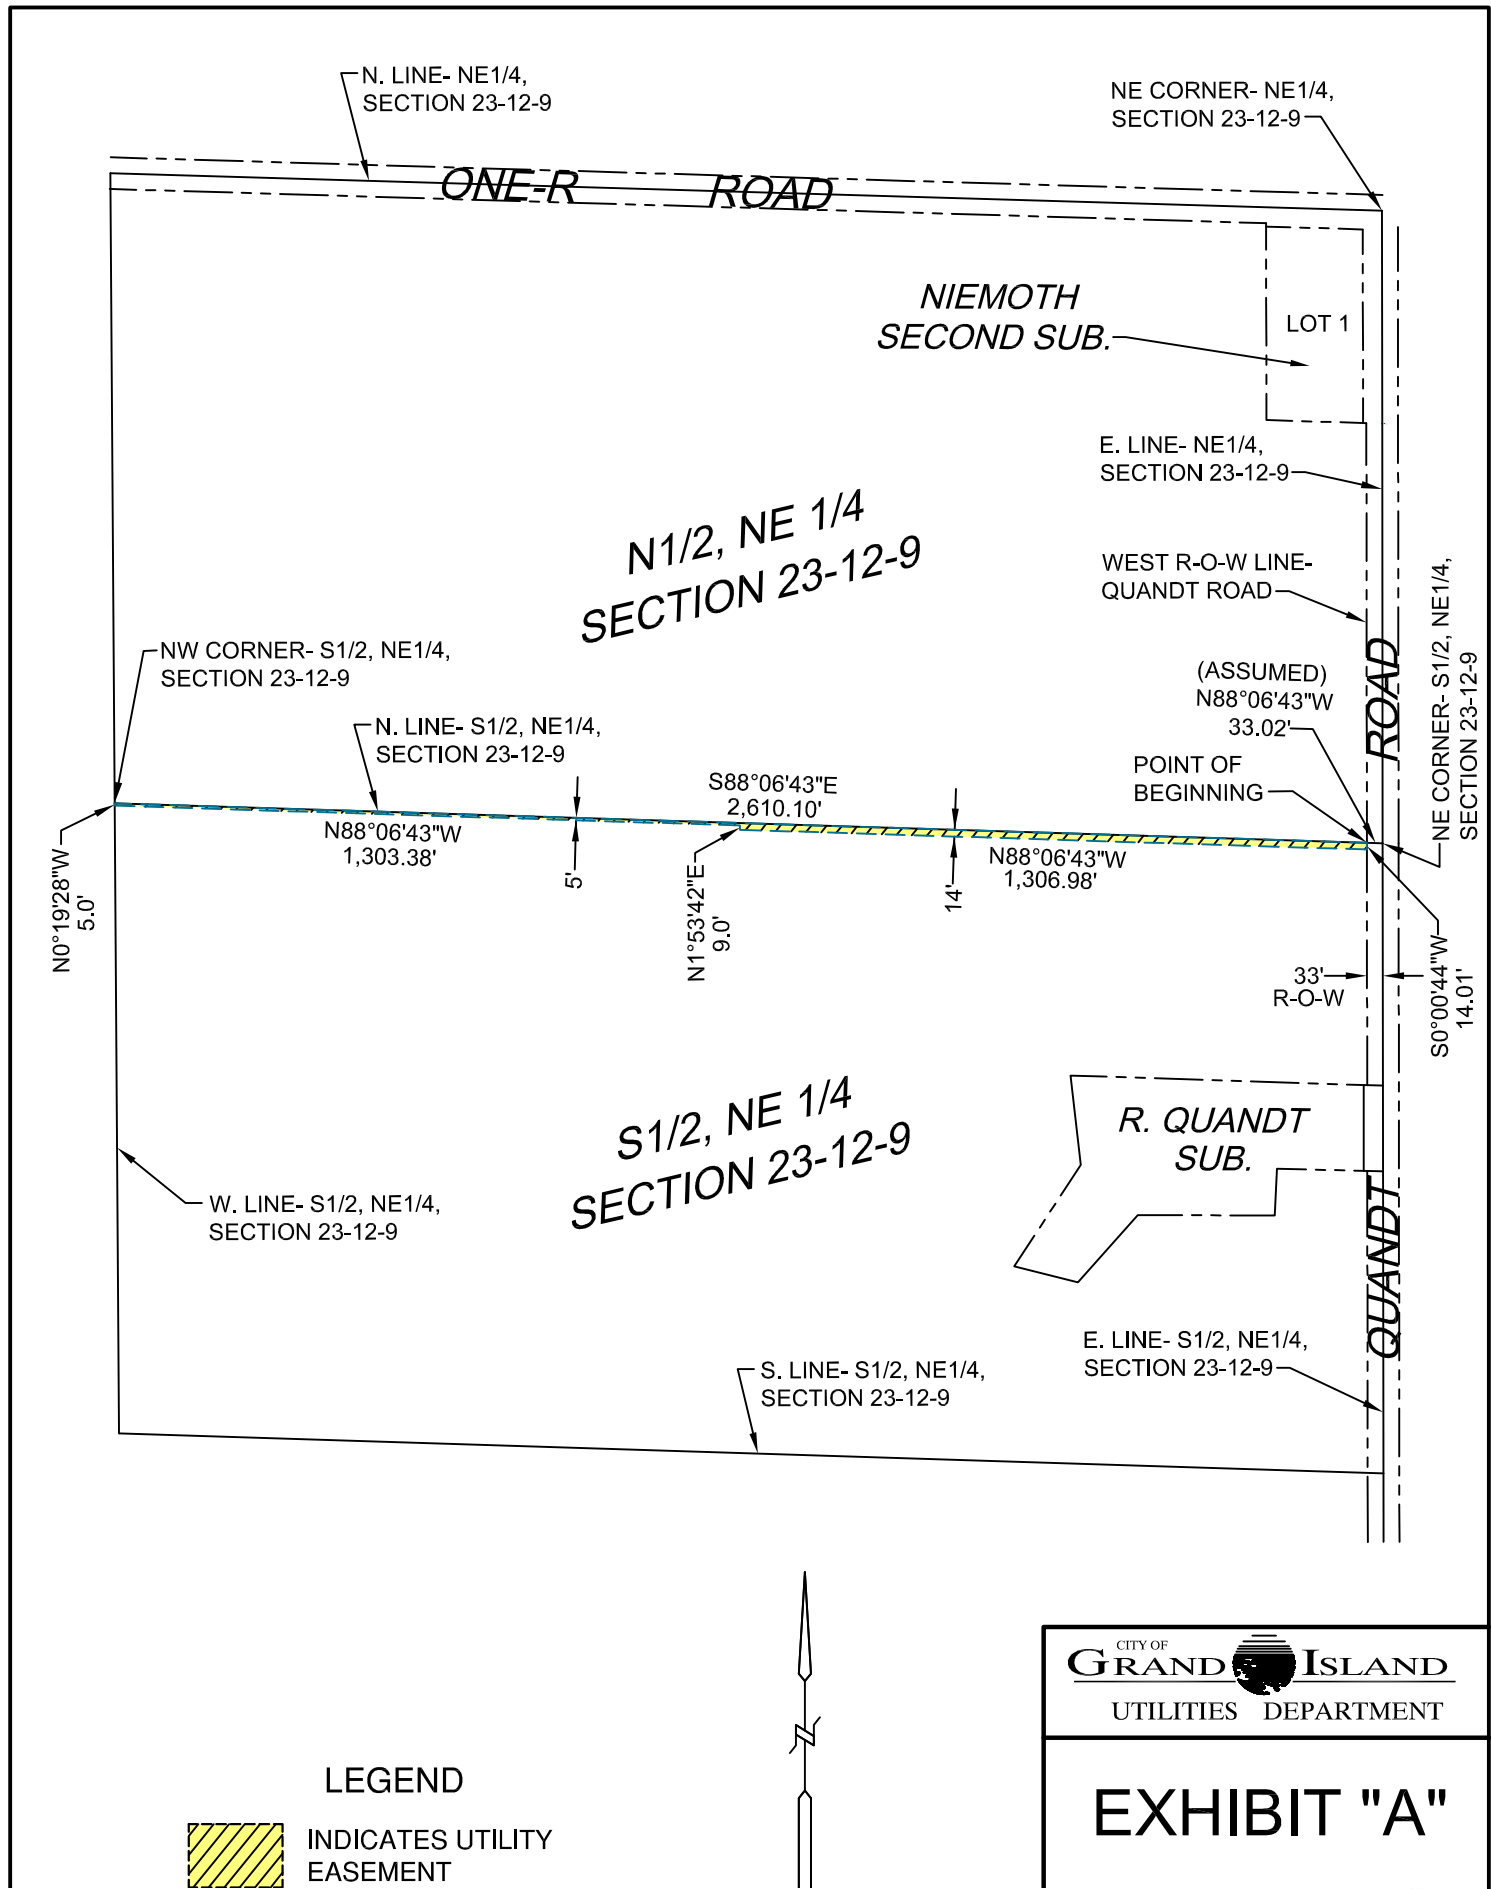 N. LINE- NE1/4,
SECTION 23-12-9
NE CORNER- NE1/4,
SECTION 23-12-9
ONE-R ROAD
NIEMOTH
SECOND SUB.
LOT 1
E. LINE- NE1/4,
SECTION 23-12-9
N1/2, NE 1/4
SECTION 23-12-9
WEST R-O-W LINE-
QUANDT ROAD
NW CORNER- S1/2, NE1/4,
SECTION 23-12-9
(ASSUMED)
N88°06'43"W
33.02'
ROAD
NE CORNER- S1/2, NE1/4,
SECTION 23-12-9
N. LINE- S1/2, NE1/4,
SECTION 23-12-9
POINT OF
BEGINNING
S88°06'43"E
2,610.10'
N88°06'43"W
1,303.38'
N0°19'28"W
5.0'
5'
N1°53'42"E
9.0'
14'
N88°06'43"W
1,306.98'
33'
R-O-W
S0°00'44"W
14.01'
S1/2, NE 1/4
SECTION 23-12-9
R. QUANDT
SUB.
W. LINE- S1/2, NE1/4,
SECTION 23-12-9
QUANDT
E. LINE- S1/2, NE1/4,
SECTION 23-12-9
S. LINE- S1/2, NE1/4,
SECTION 23-12-9
CITY OF
GRAND ISLAND
UTILITIES DEPARTMENT
LEGEND
INDICATES UTILITY
EASEMENT
EXHIBIT "A"